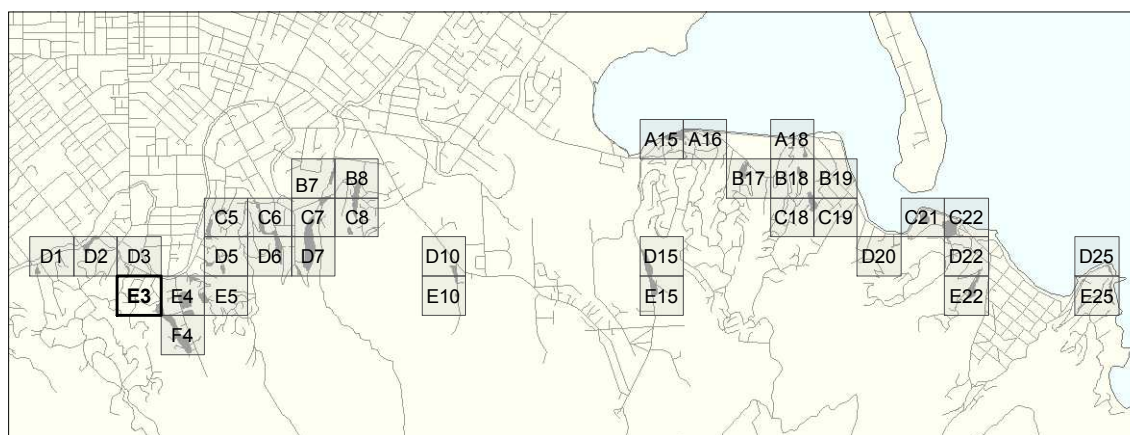 A15 A16 A18
B7 B8 B17 B18 B19
C5 C6 C7 C8 C18 C19 C21 C22
D1 D2 D3 D5 D6 D7 D10 D15 D20 D22 D25
E3 E4 E5 E10 E15 E22 E25
F4